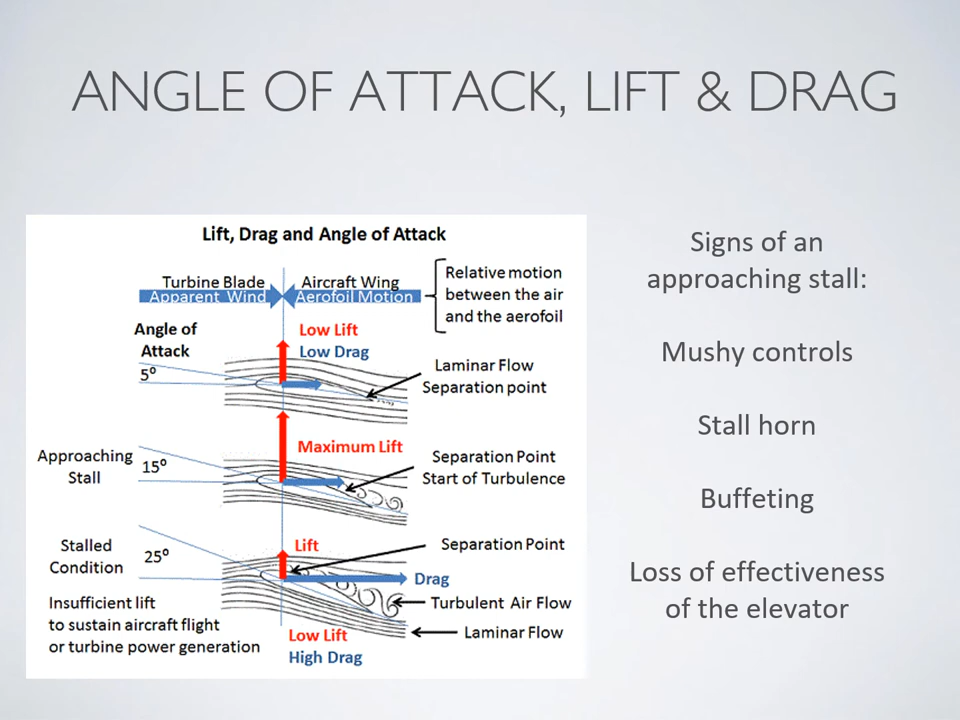 ANGLE OF ATTACK, LIFT & DRAG
Lift, Drag and Angle of Attack
Turbine Blade
Aircraft Wing
Apparent Wind
Aerofoil Motion
Relative motion
between the air
and the aerofoil
Angle of
Attack
5º
Low Lift
Low Drag
Laminar Flow
Separation point
Approaching
Stall
15º
Maximum Lift
Separation Point
Start of Turbulence
Stalled
Condition
25º
Lift
Separation Point
Drag
Turbulent Air Flow
Laminar Flow
Insufficient lift
to sustain aircraft flight
or turbine power generation
Low Lift
High Drag
Signs of an
approaching stall:
Mushy controls
Stall horn
Buffeting
Loss of effectiveness
of the elevator